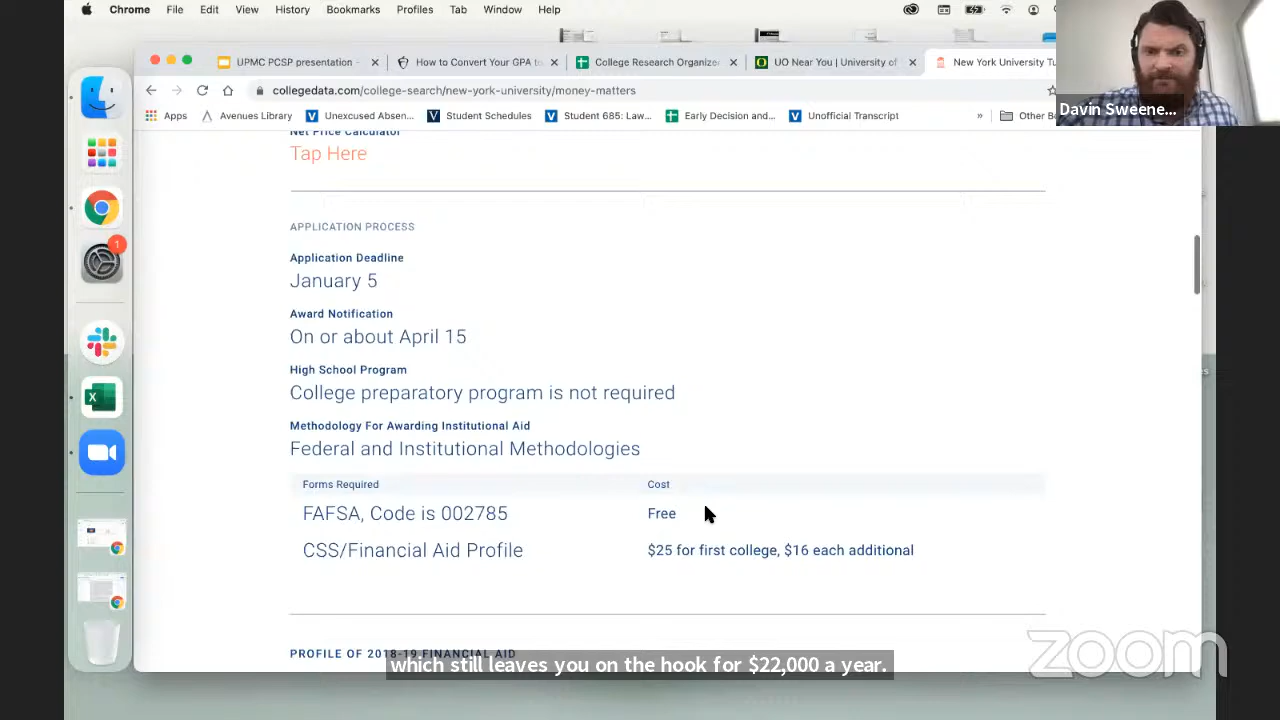 Chrome File Edit View History Bookmarks Profiles Tab Window Help
UPMC PCSP presentation -
How to Convert Your GPA to
College Research Organizer
UO Near You | University of
New York University Tu
collegedata.com/college-search/new-york-university/money-matters
Davin Sweene...
Apps
Avenues Library
Unexcused Absen...
Student Schedules
Student 685: Law...
Early Decision and...
Unofficial Transcript
»
Other Bo
Net Price Calculator
Tap Here
APPLICATION PROCESS
Application Deadline
January 5
Award Notification
On or about April 15
High School Program
College preparatory program is not required
Methodology For Awarding Institutional Aid
Federal and Institutional Methodologies
Forms Required Cost
FAFSA, Code is 002785 Free
CSS/Financial Aid Profile $25 for first college, $16 each additional
PROFILE OF 2018-19 FINANCIAL AID
which still leaves you on the hook for $22,000 a year.
zoom
1